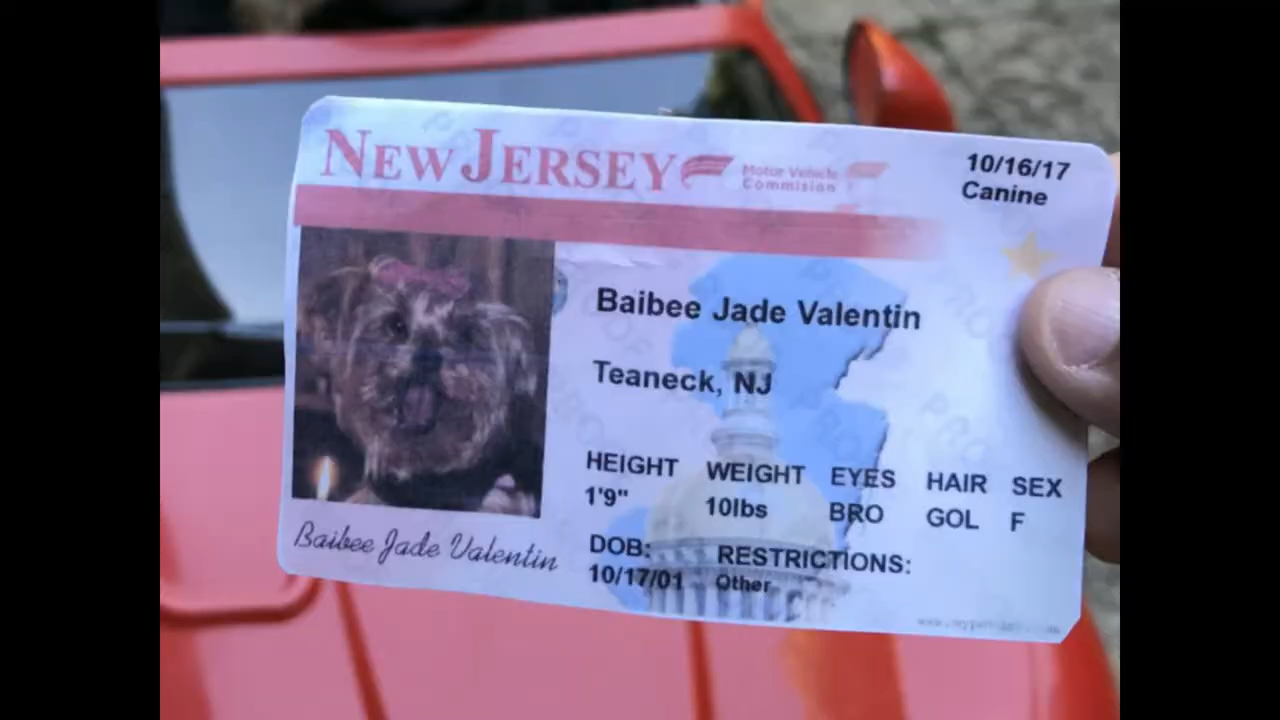 NEW JERSEY
Motor Vehicle
Commision
10/16/17
Canine
Baibee Jade Valentin
Teaneck, NJ
HEIGHT WEIGHT EYES HAIR SEX
1'9" 10lbs BRO GOL F
Baibee Jade Valentin
DOB: RESTRICTIONS:
10/17/01 Other
PROOF